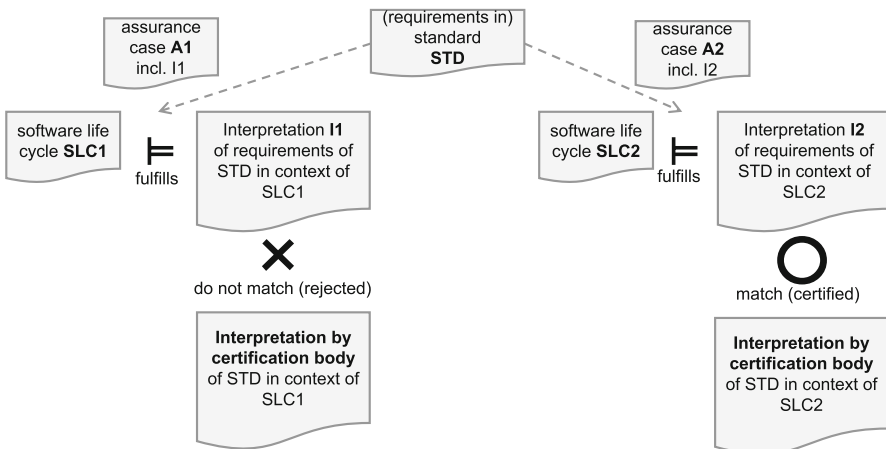 assurance
case A1
incl. I1
(requirements in)
standard
STD
assurance
case A2
incl. I2
software life
cycle SLC1
fulfills
Interpretation I1
of requirements of
STD in context of
SLC1
software life
cycle SLC2
fulfills
Interpretation I2
of requirements of
STD in context of
SLC2
do not match (rejected)
match (certified)
Interpretation by
certification body
of STD in context of
SLC1
Interpretation by
certification body
of STD in context of
SLC2